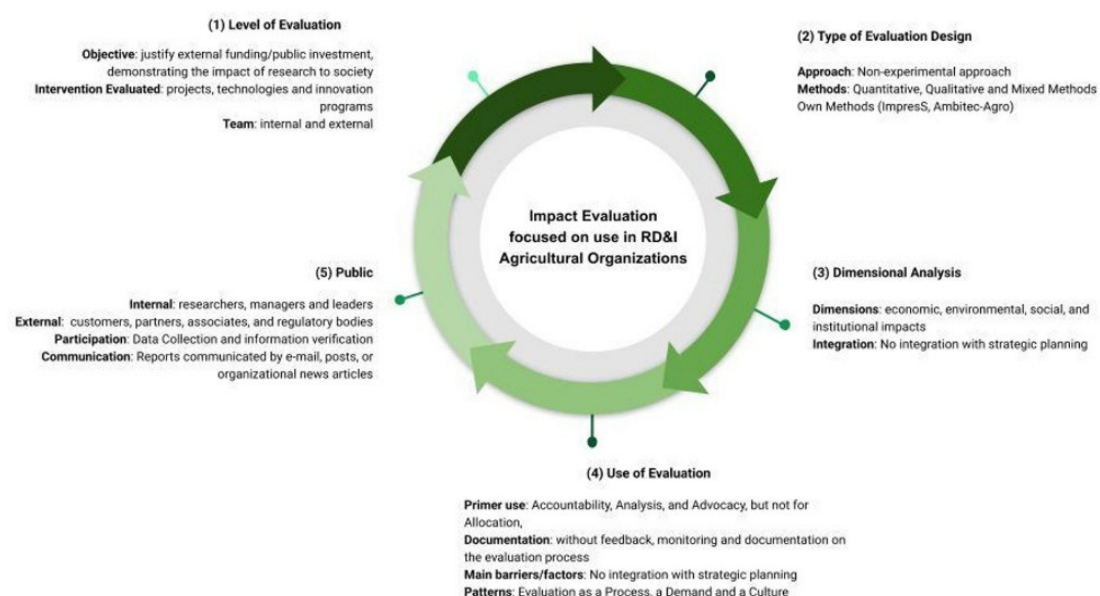 (1) Level of Evaluation
Objective: justify external funding/public investment,
demonstrating the impact of research to society
Intervention Evaluated: projects, technologies and innovation
programs
Team: internal and external
(2) Type of Evaluation Design
Approach: Non-experimental approach
Methods: Quantitative, Qualitative and Mixed Methods
Own Methods (ImpresS, Ambitec-Agro)
Impact Evaluation
focused on use in RD&I
Agricultural Organizations
(3) Dimensional Analysis
Dimensions: economic, environmental, social, and
institutional impacts
Integration: No integration with strategic planning
(4) Use of Evaluation
Primer use: Accountability, Analysis, and Advocacy, but not for
Allocation,
Documentation: without feedback, monitoring and documentation on
the evaluation process
Main barriers/factors: No integration with strategic planning
Patterns: Evaluation as a Process, a Demand and a Culture
(5) Public
Internal: researchers, managers and leaders
External: customers, partners, associates, and regulatory bodies
Participation: Data Collection and information verification
Communication: Reports communicated by e-mail, posts, or
organizational news articles